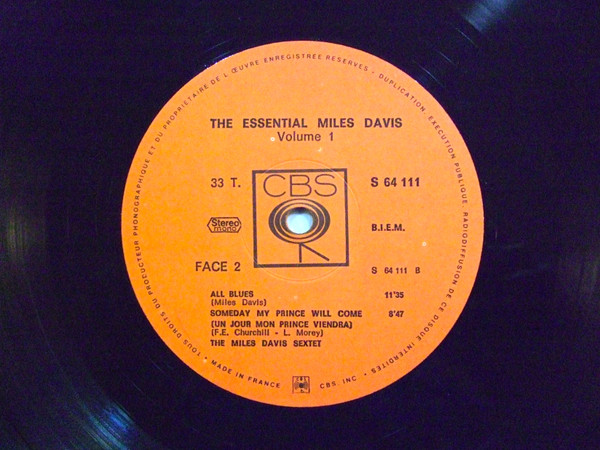 TOUS DROITS DU PRODUCTEUR PHONOGRAPHIQUE ET DU PROPRIETAIRE DE L'ŒUVRE ENREGISTREE RESERVES - DUPLICATION, EXECUTION PUBLIQUE, RADIODIFFUSION DE CE DISQUE INTERDITES.
THE ESSENTIAL MILES DAVIS
Volume 1
33 T. CBS S 64 111
Stereo mono B.I.E.M.
FACE 2 S 64 111 B
ALL BLUES 11'35
(Miles Davis)
SOMEDAY MY PRINCE WILL COME 8'47
(UN JOUR MON PRINCE VIENDRA)
(F.E. Churchill - L. Morey)
THE MILES DAVIS SEXTET
• MADE IN FRANCE CBS CBS, INC. •